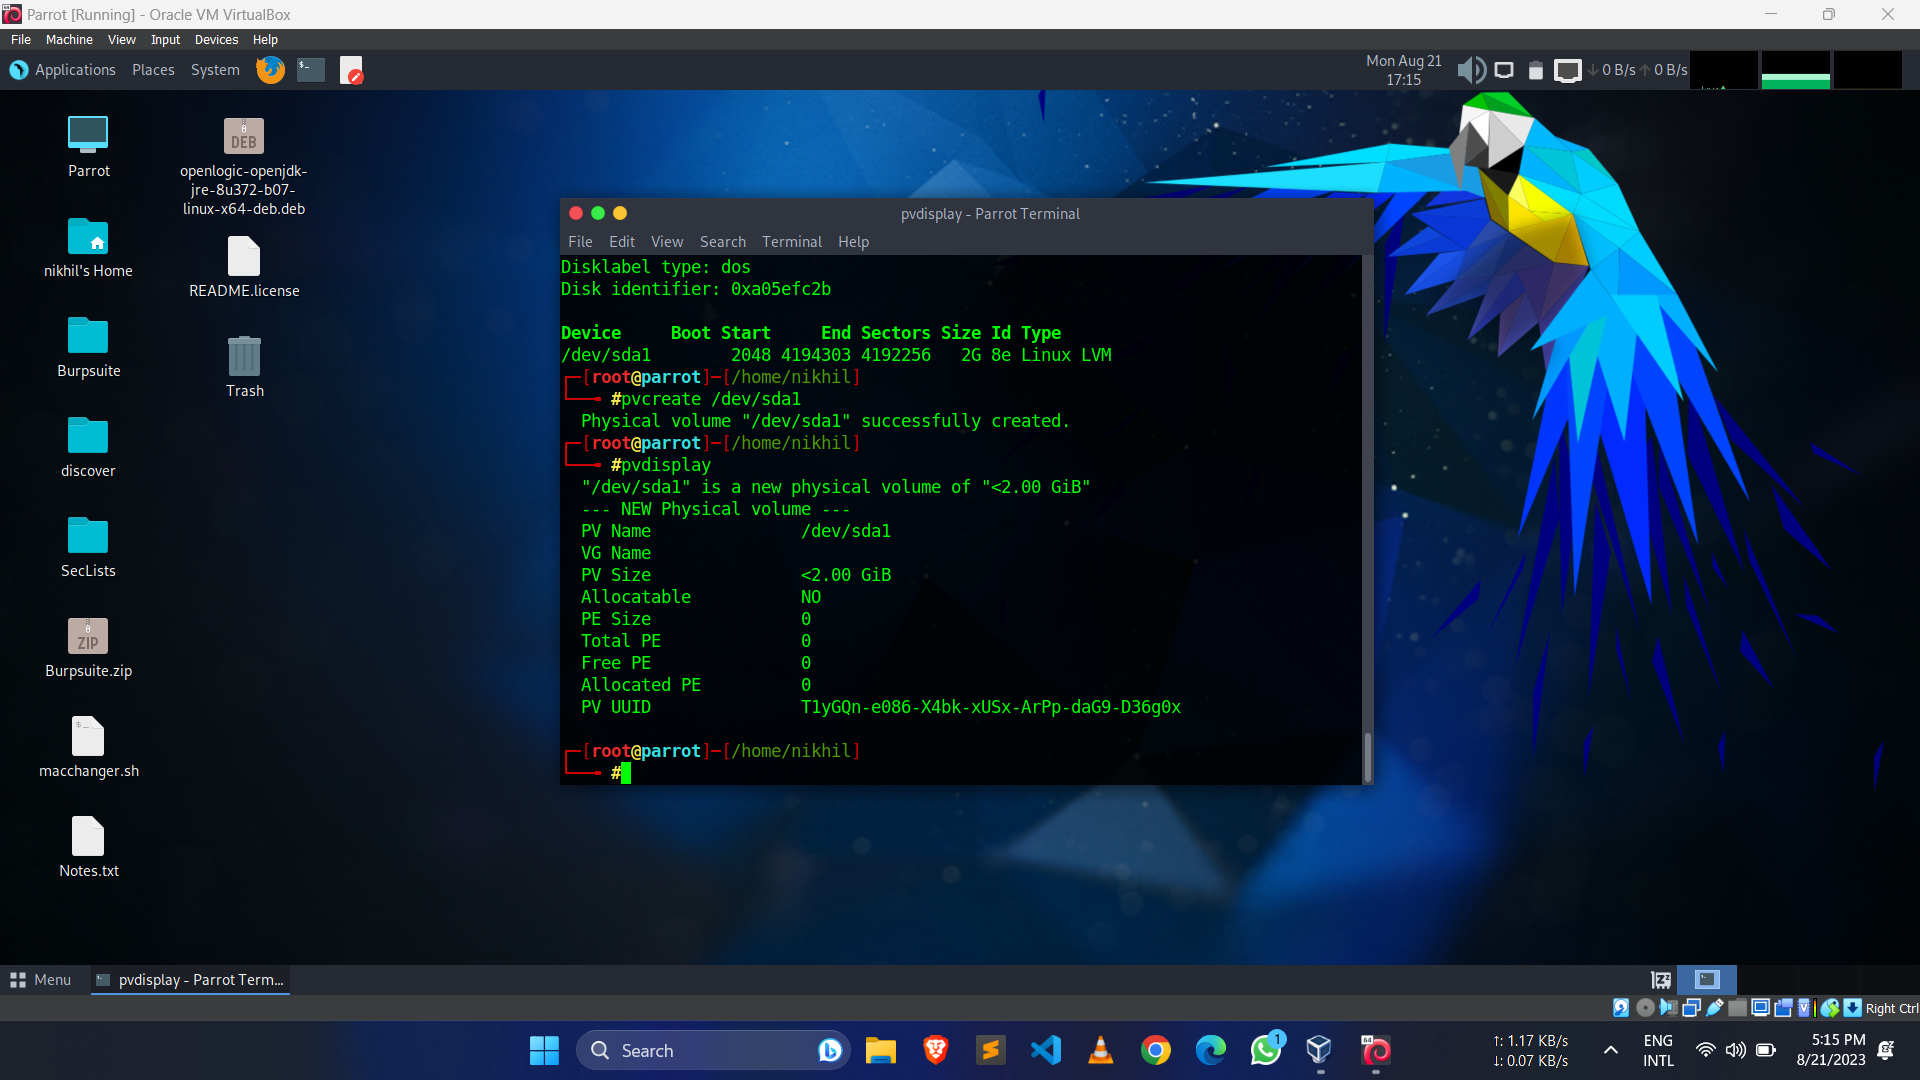 Parrot [Running] - Oracle VM VirtualBox
File Machine View Input Devices Help
Applications Places System
Mon Aug 21
17:15
0 B/s 0 B/s
Parrot
DEB
openlogic-openjdk-
jre-8u372-b07-
linux-x64-deb.deb
nikhil's Home
README.license
Burpsuite
Trash
discover
SecLists
ZIP
Burpsuite.zip
macchanger.sh
Notes.txt
pvdisplay - Parrot Terminal
File Edit View Search Terminal Help
Disklabel type: dos
Disk identifier: 0xa05efc2b
Device     Boot Start     End Sectors Size Id Type
/dev/sda1        2048 4194303 4192256   2G 8e Linux LVM
┌─[root@parrot]─[/home/nikhil]
└──╼ #pvcreate /dev/sda1
  Physical volume "/dev/sda1" successfully created.
┌─[root@parrot]─[/home/nikhil]
└──╼ #pvdisplay
  "/dev/sda1" is a new physical volume of "<2.00 GiB"
  --- NEW Physical volume ---
  PV Name               /dev/sda1
  VG Name
  PV Size               <2.00 GiB
  Allocatable           NO
  PE Size               0
  Total PE              0
  Free PE               0
  Allocated PE          0
  PV UUID               T1yGQn-e086-X4bk-xUSx-ArPp-daG9-D36g0x
┌─[root@parrot]─[/home/nikhil]
└──╼ #
Menu
pvdisplay - Parrot Term...
Right Ctrl
Search
1
64
↑: 1.17 KB/s
↓: 0.07 KB/s
ENG
INTL
5:15 PM
8/21/2023